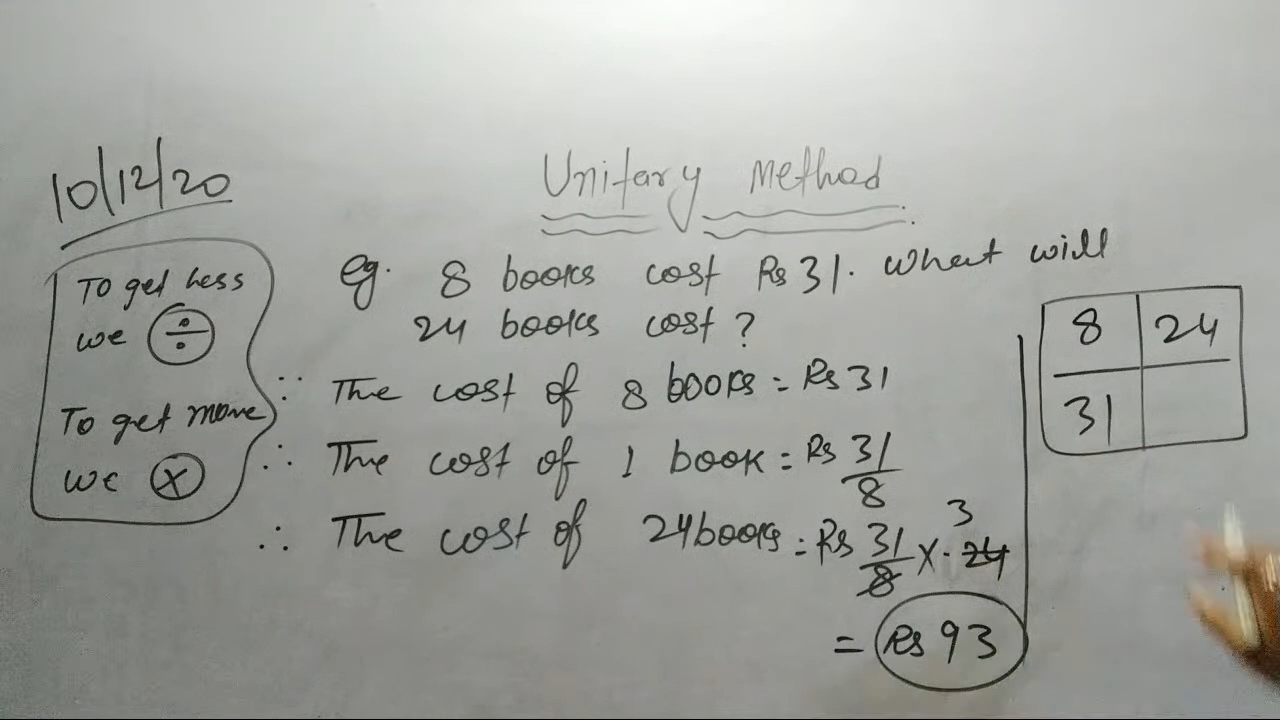 10/12/20
Unitary Method
To get Less
we ÷
To get more
we ×
eg. 8 books cost Rs 31. What will
24 books cost?
∵ The cost of 8 books = Rs 31
∴ The cost of 1 book = Rs 31/8
∴ The cost of 24 books = Rs 31/8 × 24 3
= Rs 93
8 24
31